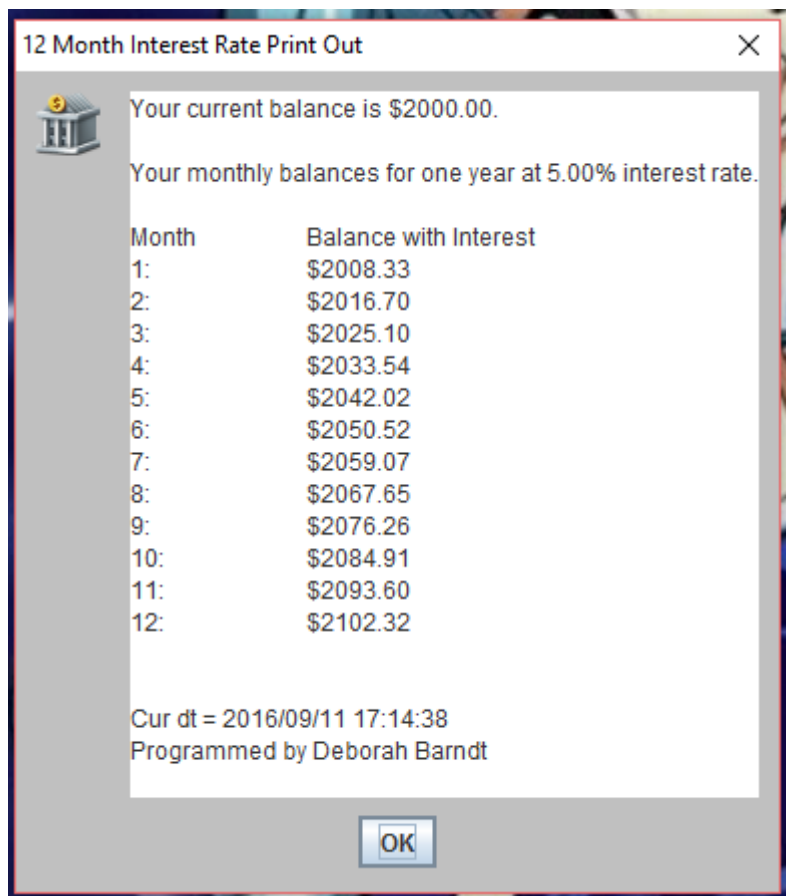 12 Month Interest Rate Print Out
Your current balance is $2000.00.
Your monthly balances for one year at 5.00% interest rate.
Month Balance with Interest
1: $2008.33
2: $2016.70
3: $2025.10
4: $2033.54
5: $2042.02
6: $2050.52
7: $2059.07
8: $2067.65
9: $2076.26
10: $2084.91
11: $2093.60
12: $2102.32
Cur dt = 2016/09/11 17:14:38
Programmed by Deborah Barndt
OK